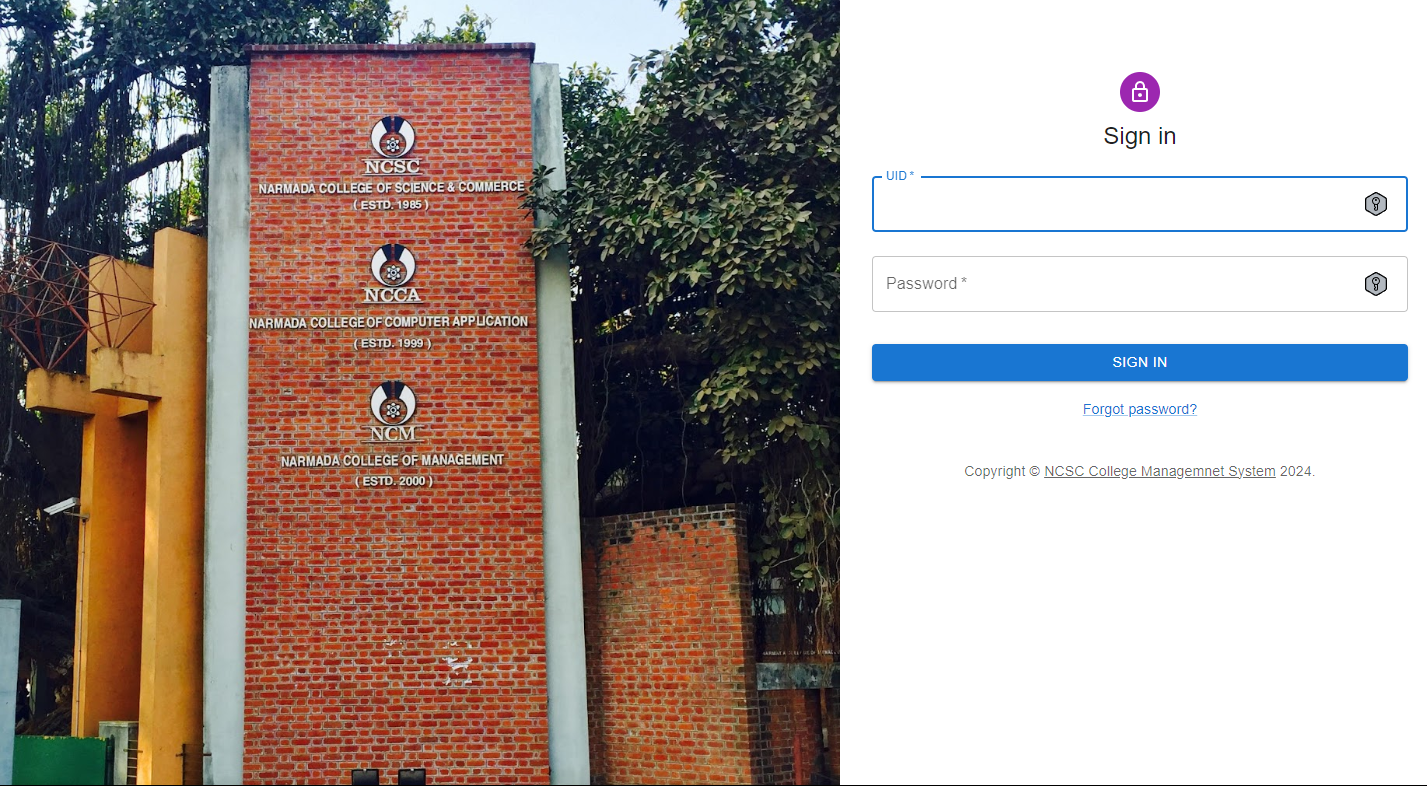 NCSC
NARMADA COLLEGE OF SCIENCE & COMMERCE
( ESTD. 1985 )
NCCA
NARMADA COLLEGE OF COMPUTER APPLICATION
( ESTD. 1999 )
NCM
NARMADA COLLEGE OF MANAGEMENT
( ESTD. 2000 )
Sign in
UID *
Password *
SIGN IN
Forgot password?
Copyright © NCSC College Managemnet System 2024.